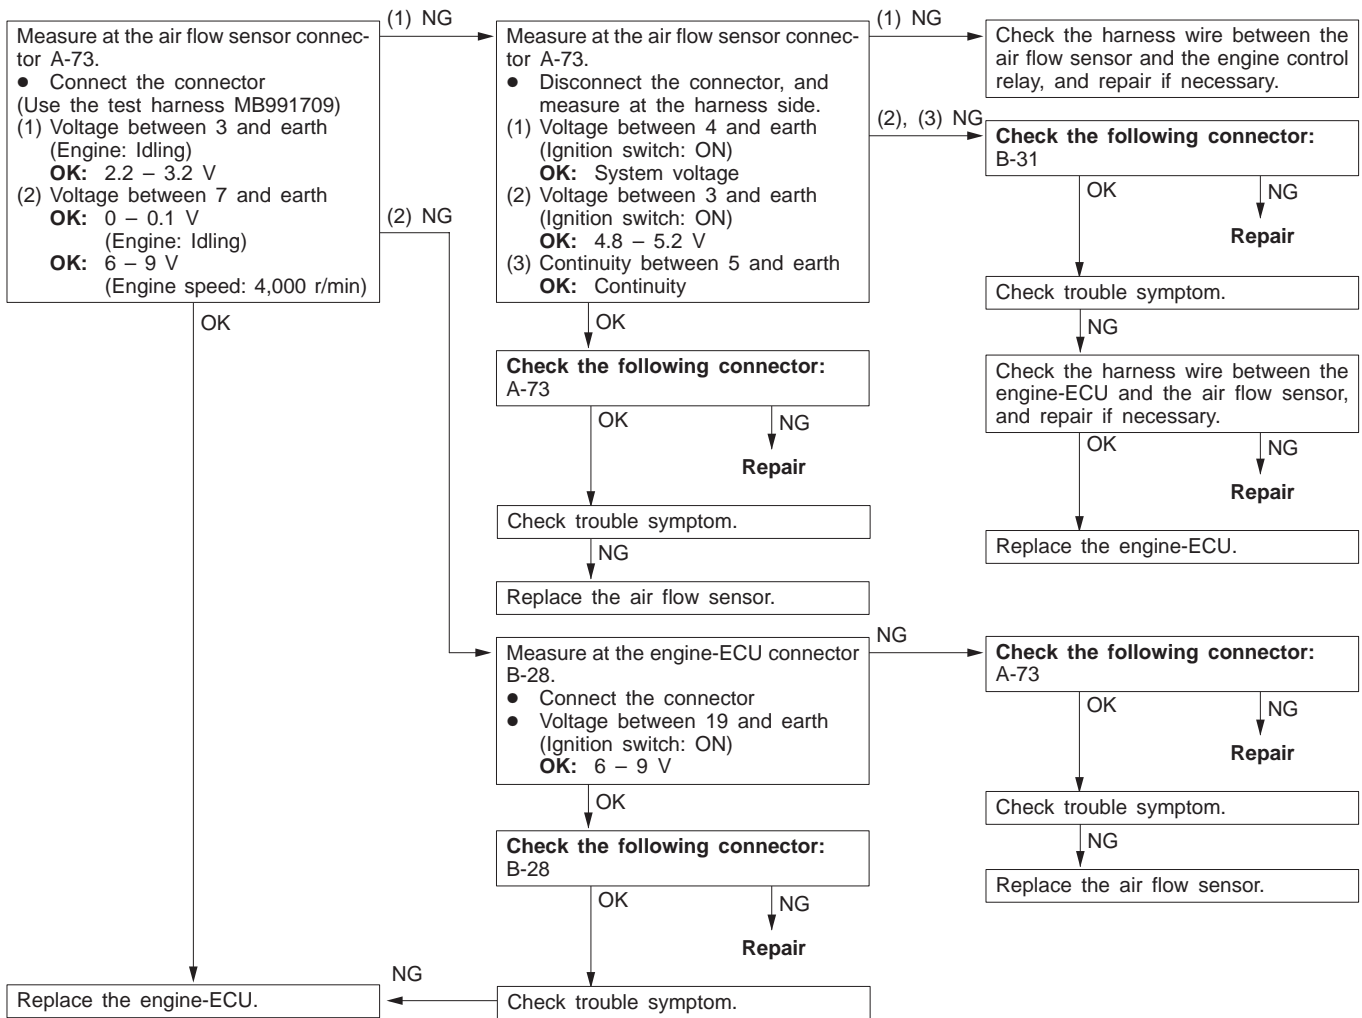 (1) NG
Measure at the air flow sensor connec-
tor A-73.
● Connect the connector
(Use the test harness MB991709)
(1) Voltage between 3 and earth
(Engine: Idling)
OK: 2.2 – 3.2 V
(2) Voltage between 7 and earth
OK: 0 – 0.1 V
(Engine: Idling)
OK: 6 – 9 V
(Engine speed: 4,000 r/min)
(2) NG
OK
Measure at the air flow sensor connec-
tor A-73.
● Disconnect the connector, and
measure at the harness side.
(1) Voltage between 4 and earth
(Ignition switch: ON)
OK: System voltage
(2) Voltage between 3 and earth
(Ignition switch: ON)
OK: 4.8 – 5.2 V
(3) Continuity between 5 and earth
OK: Continuity
(1) NG
Check the harness wire between the
air flow sensor and the engine control
relay, and repair if necessary.
(2), (3) NG
Check the following connector:
B-31
OK
NG
Repair
Check trouble symptom.
NG
Check the harness wire between the
engine-ECU and the air flow sensor,
and repair if necessary.
OK
NG
Repair
Replace the engine-ECU.
OK
Check the following connector:
A-73
OK
NG
Repair
Check trouble symptom.
NG
Replace the air flow sensor.
Measure at the engine-ECU connector
B-28.
● Connect the connector
● Voltage between 19 and earth
(Ignition switch: ON)
OK: 6 – 9 V
NG
Check the following connector:
A-73
OK
NG
Repair
Check trouble symptom.
NG
Replace the air flow sensor.
OK
Check the following connector:
B-28
OK
NG
Repair
Check trouble symptom.
NG
Replace the engine-ECU.